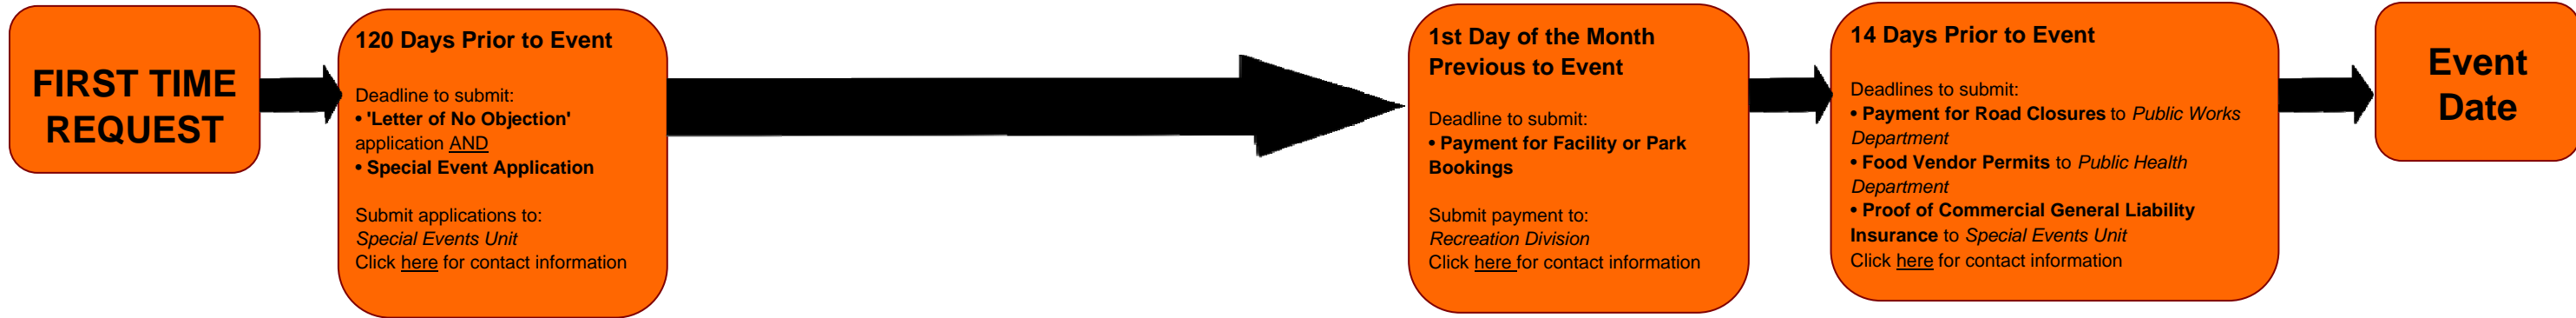 FIRST TIME
REQUEST
120 Days Prior to Event
Deadline to submit:
• 'Letter of No Objection'
application AND
• Special Event Application
Submit applications to:
Special Events Unit
Click here for contact information
1st Day of the Month
Previous to Event
Deadline to submit:
• Payment for Facility or Park
Bookings
Submit payment to:
Recreation Division
Click here for contact information
14 Days Prior to Event
Deadlines to submit:
• Payment for Road Closures to Public Works
Department
• Food Vendor Permits to Public Health
Department
• Proof of Commercial General Liability
Insurance to Special Events Unit
Click here for contact information
Event
Date